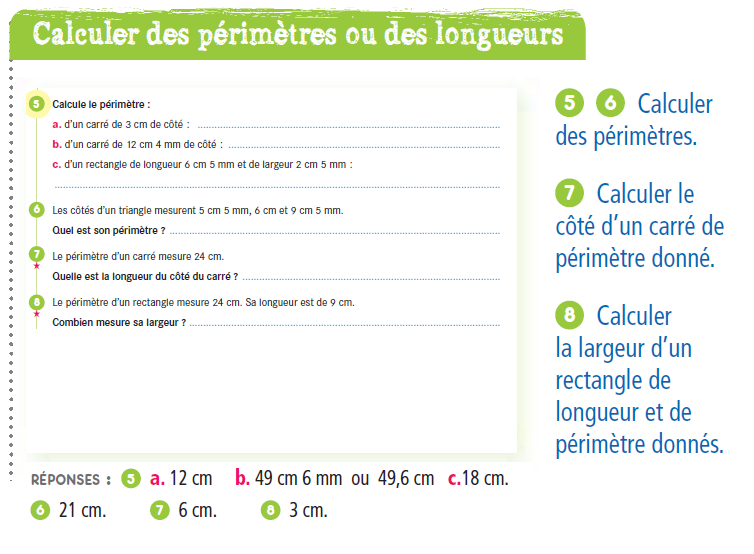 Calculer des périmètres ou des longueurs
5 Calcule le périmètre :
a. d'un carré de 3 cm de côté :
b. d'un carré de 12 cm 4 mm de côté :
c. d'un rectangle de longueur 6 cm 5 mm et de largeur 2 cm 5 mm :
6 Les côtés d'un triangle mesurent 5 cm 5 mm, 6 cm et 9 cm 5 mm.
Quel est son périmètre ?
7 Le périmètre d'un carré mesure 24 cm.
Quelle est la longueur du côté du carré ?
8 Le périmètre d'un rectangle mesure 24 cm. Sa longueur est de 9 cm.
Combien mesure sa largeur ?
5 6 Calculer
des périmètres.
7 Calculer le
côté d'un carré de
périmètre donné.
8 Calculer
la largeur d'un
rectangle de
longueur et de
périmètre donnés.
RÉPONSES : 5 a. 12 cm b. 49 cm 6 mm ou 49,6 cm c.18 cm.
6 21 cm. 7 6 cm. 8 3 cm.